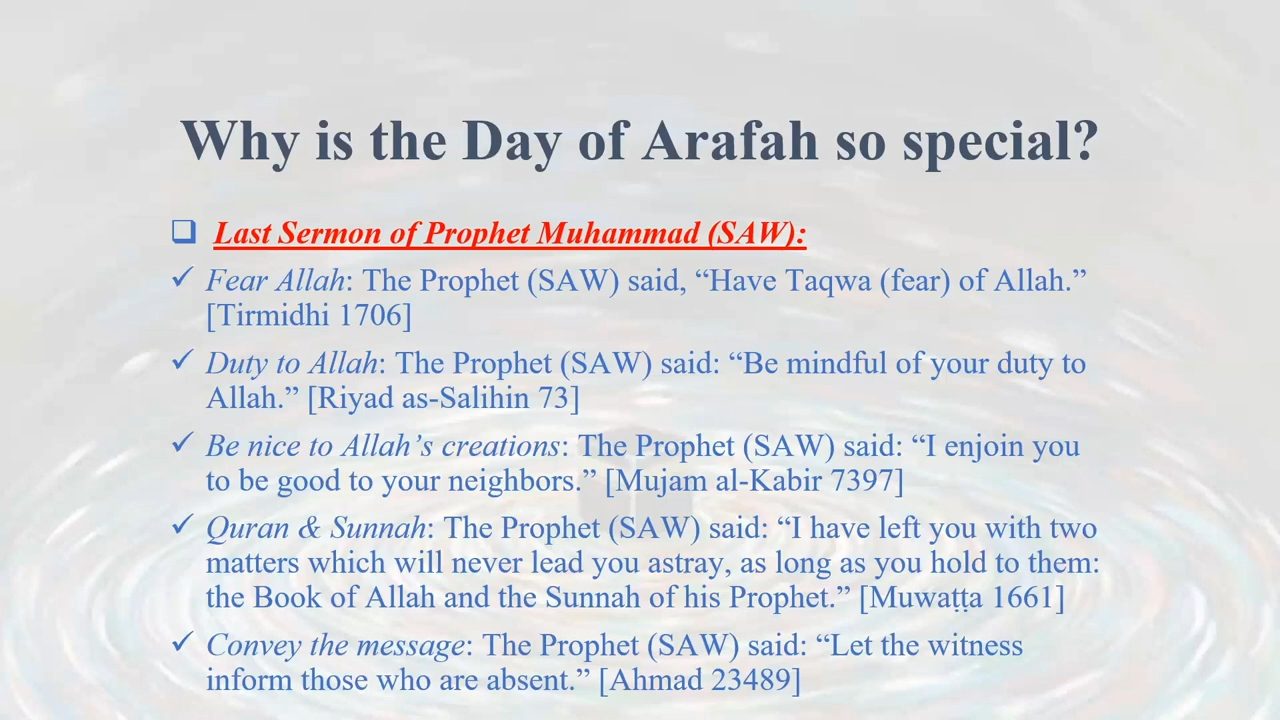 Why is the Day of Arafah so special?
❑ Last Sermon of Prophet Muhammad (SAW):
✓ Fear Allah: The Prophet (SAW) said, “Have Taqwa (fear) of Allah.”
[Tirmidhi 1706]
✓ Duty to Allah: The Prophet (SAW) said: “Be mindful of your duty to
Allah.” [Riyad as-Salihin 73]
✓ Be nice to Allah’s creations: The Prophet (SAW) said: “I enjoin you
to be good to your neighbors.” [Mujam al-Kabir 7397]
✓ Quran & Sunnah: The Prophet (SAW) said: “I have left you with two
matters which will never lead you astray, as long as you hold to them:
the Book of Allah and the Sunnah of his Prophet.” [Muwaṭṭa 1661]
✓ Convey the message: The Prophet (SAW) said: “Let the witness
inform those who are absent.” [Ahmad 23489]